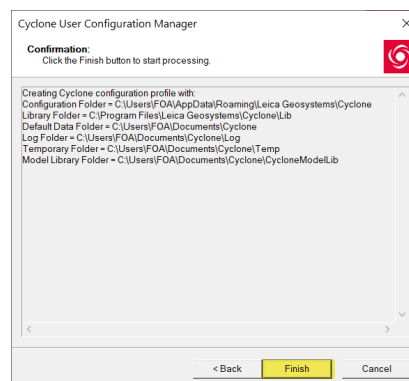 Cyclone User Configuration Manager
Confirmation:
Click the Finish button to start processing.
Creating Cyclone configuration profile with:
Configuration Folder = C:\Users\FOA\AppData\Roaming\Leica Geosystems\Cyclone
Library Folder = C:\Program Files\Leica Geosystems\Cyclone\Lib
Default Data Folder = C:\Users\FOA\Documents\Cyclone
Log Folder = C:\Users\FOA\Documents\Cyclone\Log
Temporary Folder = C:\Users\FOA\Documents\Cyclone\Temp
Model Library Folder = C:\Users\FOA\Documents\Cyclone\CycloneModelLib
< Back Finish Cancel